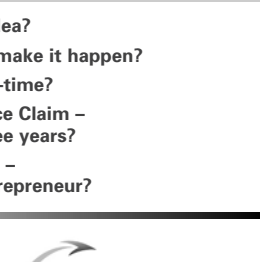 ea?
make it happen?
-time?
ce Claim –
ee years?
–
repreneur?